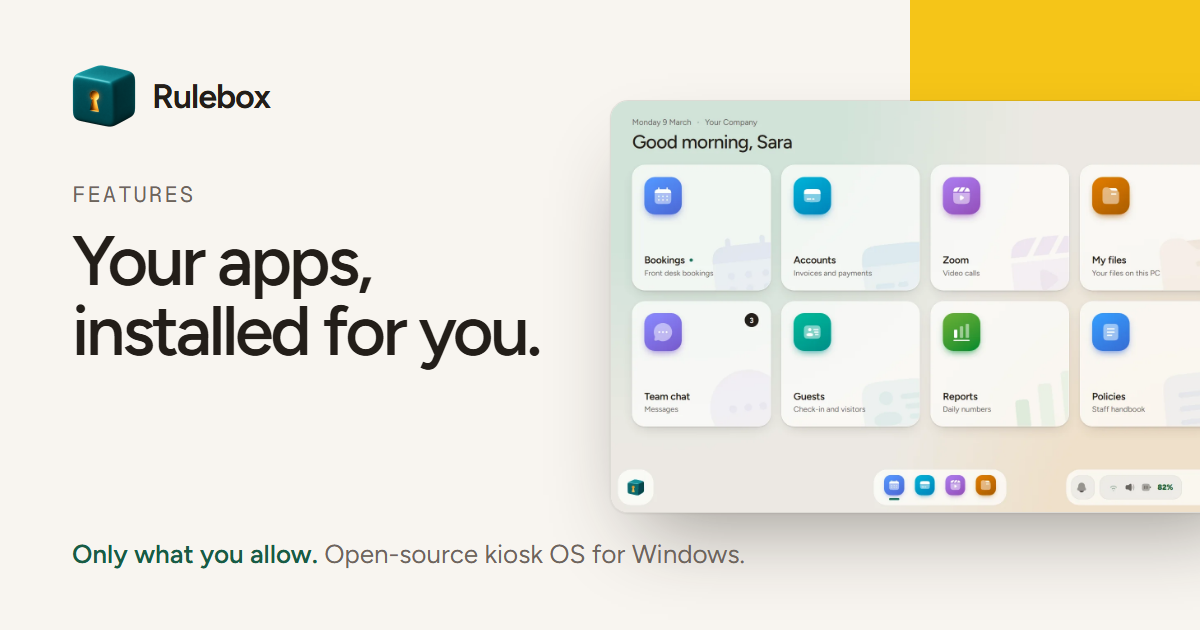 Rulebox
FEATURES
Your apps,
installed for you.
Monday 9 March · Your Company
Good morning, Sara
Bookings •
Front desk bookings
Accounts
Invoices and payments
Zoom
Video calls
My files
Your files on this PC
3
Team chat
Messages
Guests
Check-in and visitors
Reports
Daily numbers
Policies
Staff handbook
82%
Only what you allow. Open-source kiosk OS for Windows.